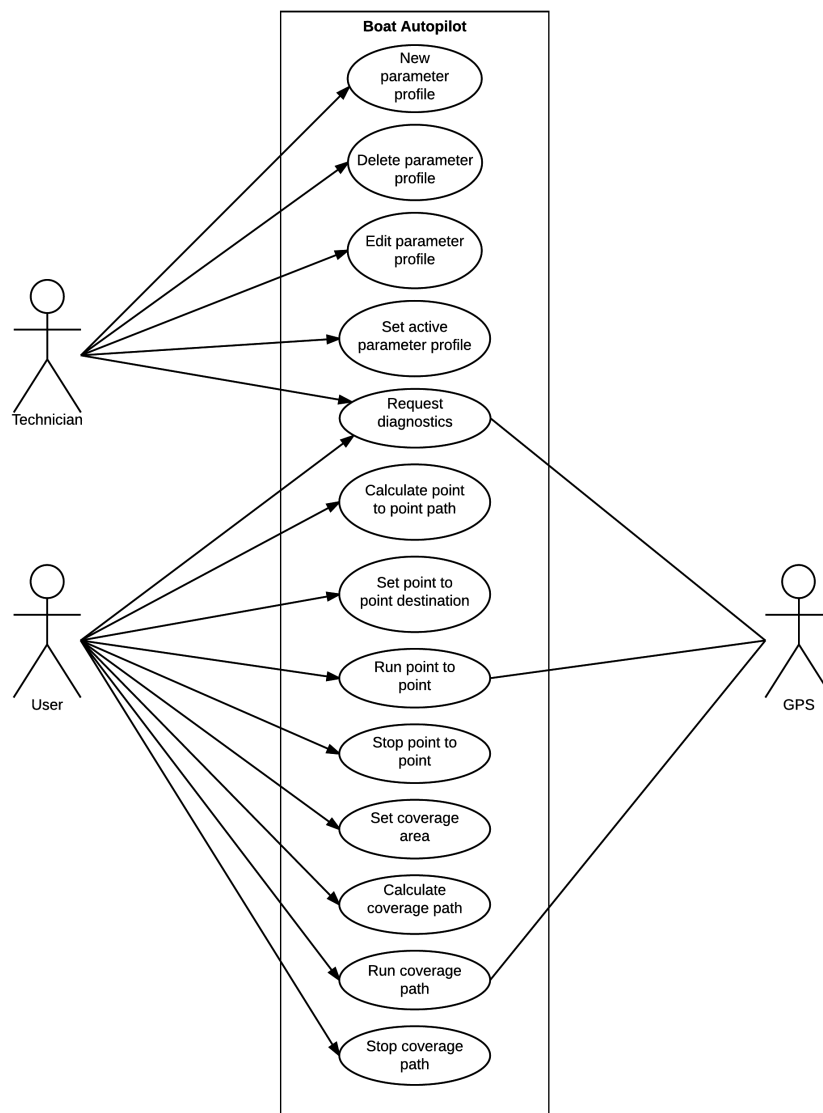 Boat Autopilot
New
parameter
profile
Delete parameter
profile
Edit parameter
profile
Set active
parameter profile
Technician
Request
diagnostics
Calculate point
to point path
Set point to
point destination
Run point to
point
User
GPS
Stop point to
point
Set coverage
area
Calculate
coverage path
Run coverage
path
Stop coverage
path